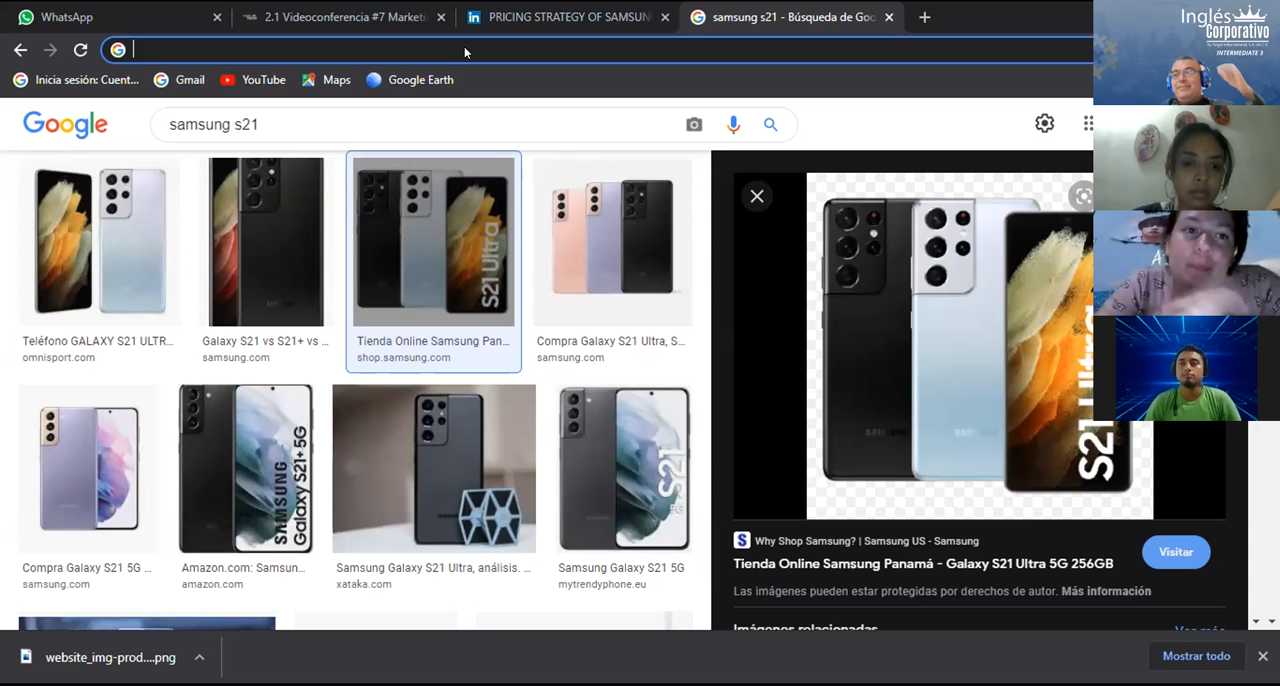 WhatsApp
2.1 Videoconferencia #7 Marketi
PRICING STRATEGY OF SAMSUN
samsung s21 - Búsqueda de Goo
Inicia sesión: Cuent...
Gmail
YouTube
Maps
Google Earth
Inglés
Corporativo
INTERMEDIATE 3
Google
samsung s21
S21 Ultra
Teléfono GALAXY S21 ULTR...
omnisport.com
Galaxy S21 vs S21+ vs ...
samsung.com
Tienda Online Samsung Pan...
shop.samsung.com
Compra Galaxy S21 Ultra, S...
samsung.com
S21 Ultra
SAMSUNG
Galaxy S21+ 5G
S21
5G
Compra Galaxy S21 5G ...
samsung.com
Amazon.com: Samsun...
amazon.com
Samsung Galaxy S21 Ultra, análisis. ...
xataka.com
Samsung Galaxy S21 5G
mytrendyphone.eu
Why Shop Samsung? | Samsung US - Samsung
Tienda Online Samsung Panamá - Galaxy S21 Ultra 5G 256GB
Visitar
Las imágenes pueden estar protegidas por derechos de autor. Más información
Imágenes relacionadas
Ver más
website_img-prod....png
Mostrar todo